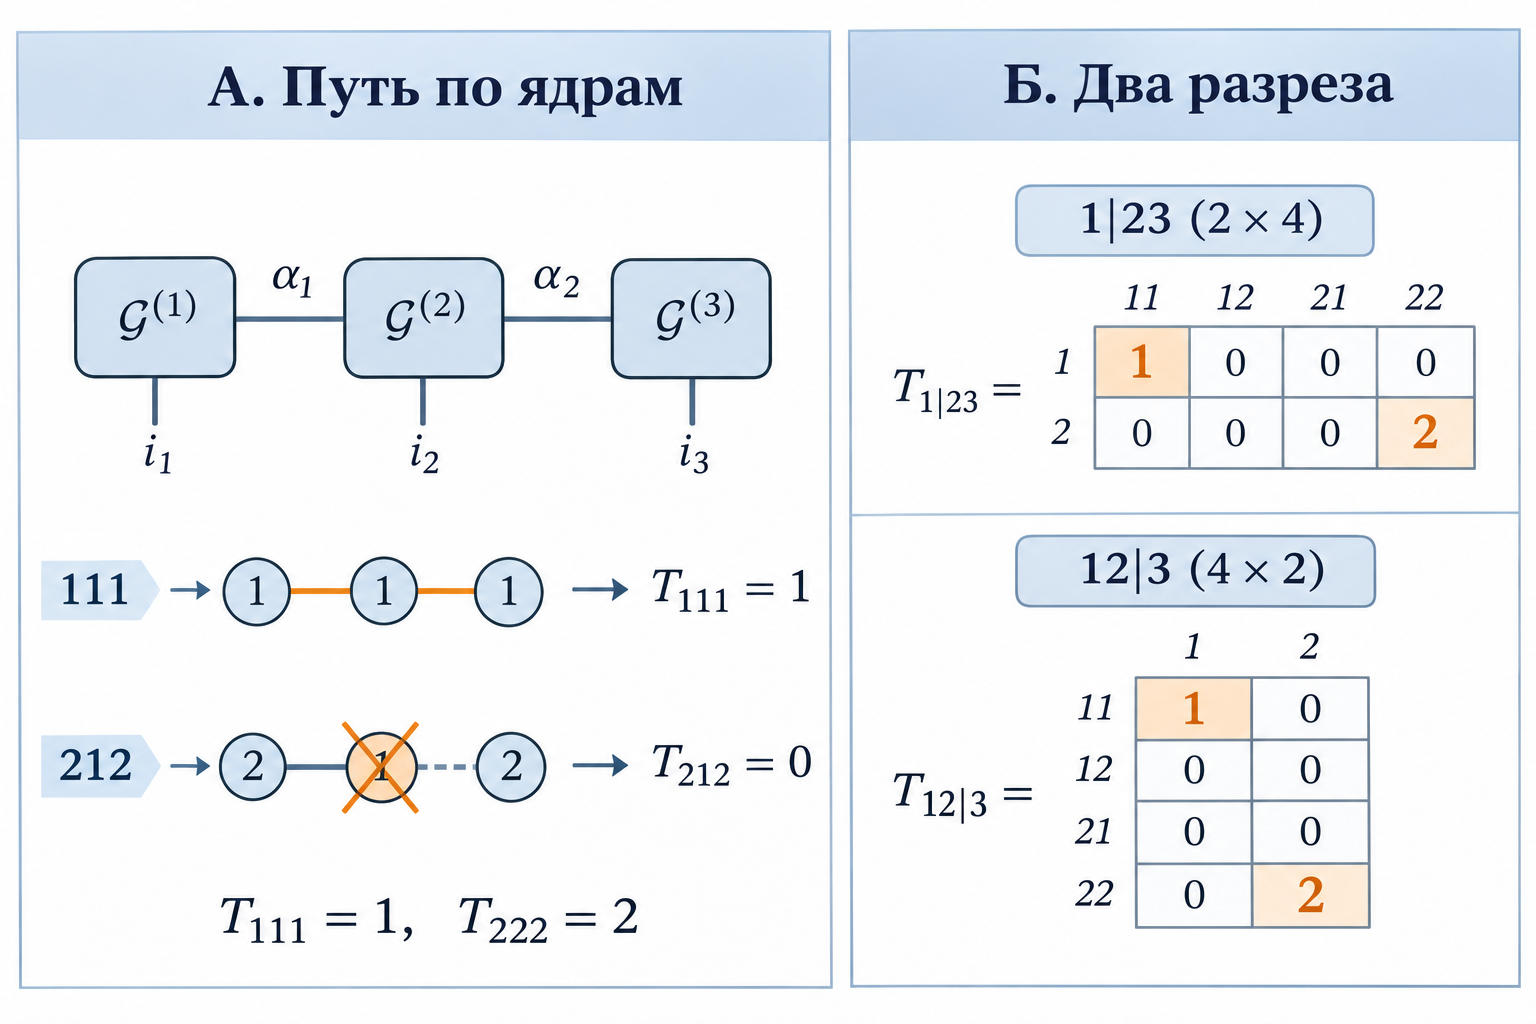 А. Путь по ядрам
𝒢⁽¹⁾ α₁ 𝒢⁽²⁾ α₂ 𝒢⁽³⁾
i₁ i₂ i₃
111 → 1 1 1 → T₁₁₁ = 1
212 → 2 1 2 → T₂₁₂ = 0
T₁₁₁ = 1, T₂₂₂ = 2
Б. Два разреза
1|23 (2 × 4)
11 12 21 22
T₁|₂₃ =
1 1 0 0 0
2 0 0 0 2
12|3 (4 × 2)
1 2
T₁₂|₃ =
11 1 0
12 0 0
21 0 0
22 0 2